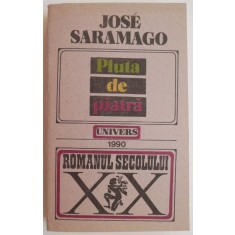 JOSÉ
SARAMAGO
Pluta
de
piatră
UNIVERS
1990
ROMANUL SECOLULUI
XX